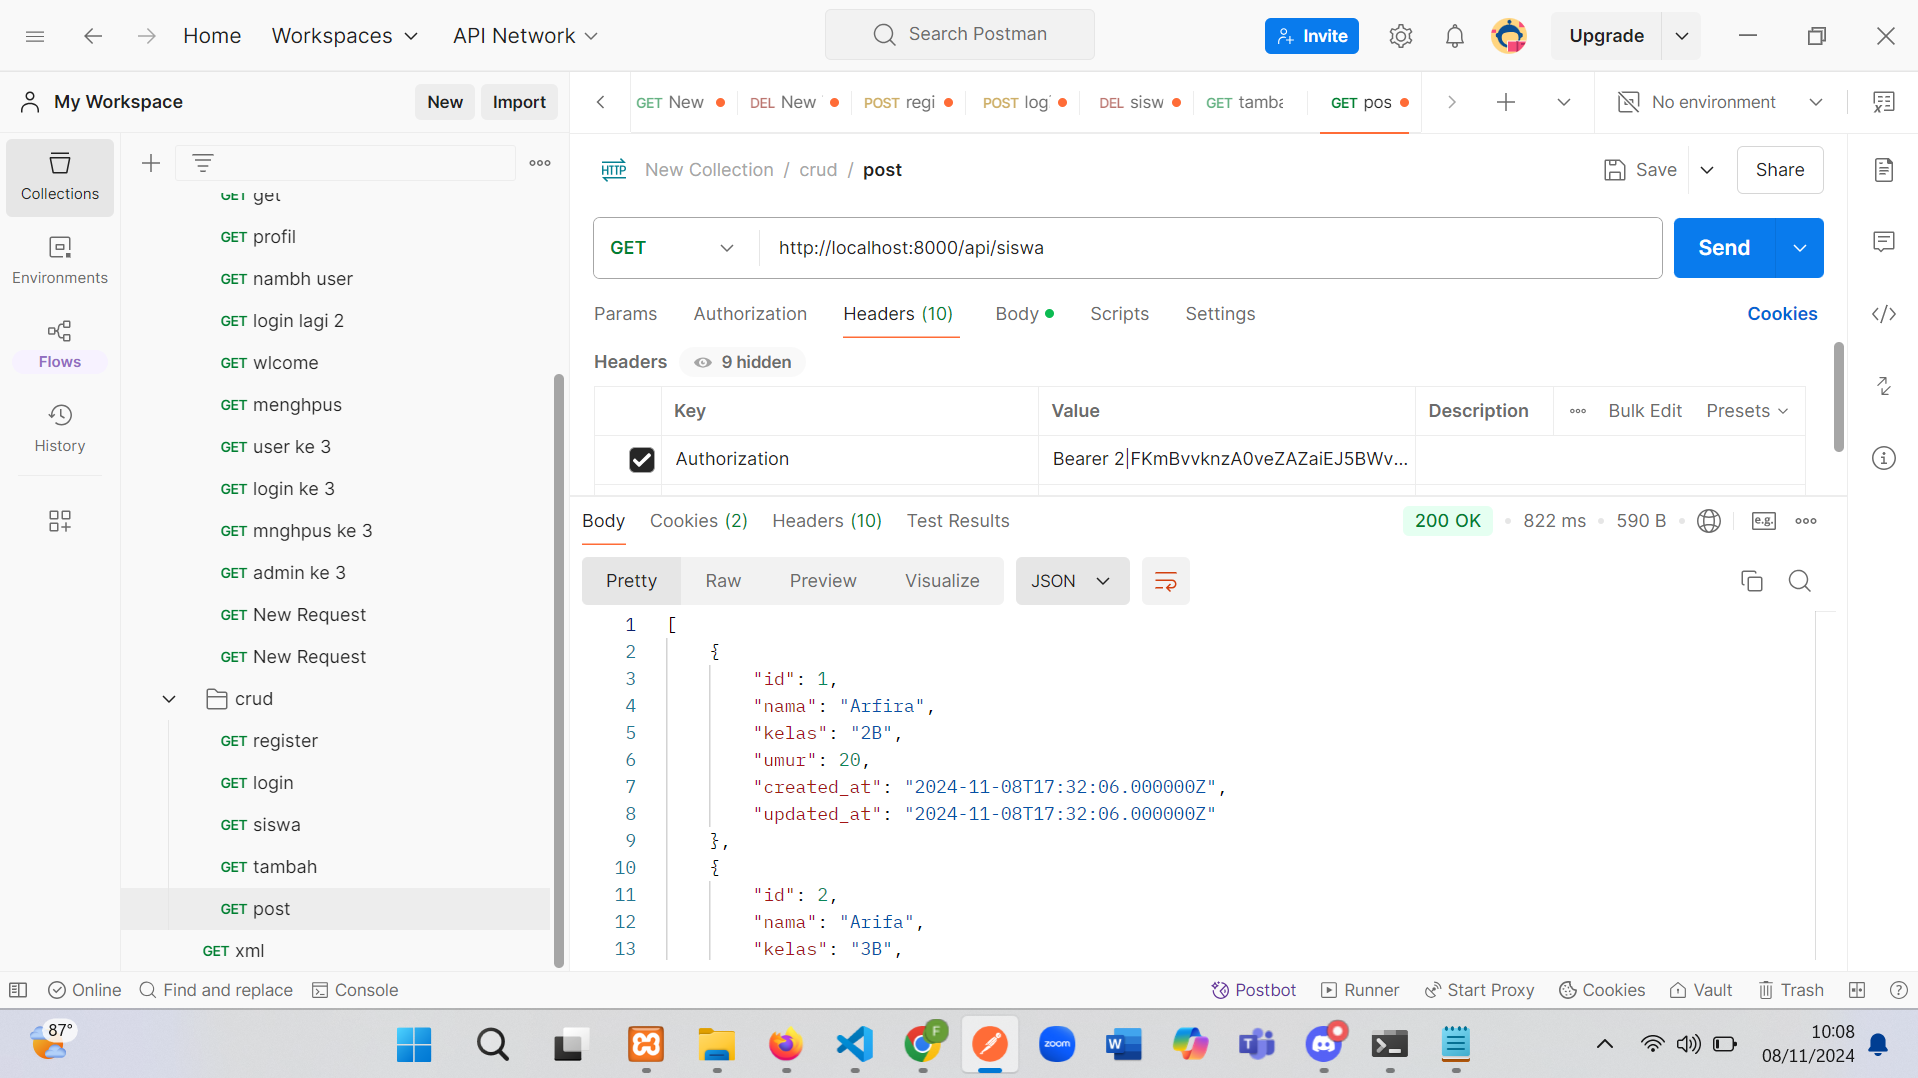 Home Workspaces API Network Search Postman Invite Upgrade
My Workspace New Import
GET New DEL New POST regi POST log DEL sisw GET tamba GET pos No environment
Collections
Environments
Flows
History
GET get
GET profil
GET nambh user
GET login lagi 2
GET wlcome
GET menghpus
GET user ke 3
GET login ke 3
GET mnghpus ke 3
GET admin ke 3
GET New Request
GET New Request
crud
GET register
GET login
GET siswa
GET tambah
GET post
GET xml
HTTP New Collection / crud / post Save Share
GET http://localhost:8000/api/siswa Send
Params Authorization Headers (10) Body Scripts Settings Cookies
Headers 9 hidden
Key Value Description Bulk Edit Presets
Authorization Bearer 2|FKmBvvknzA0veZAZaiEJ5BWv...
Body Cookies (2) Headers (10) Test Results 200 OK 822 ms 590 B e.g.
Pretty Raw Preview Visualize JSON
1 [
2 {
3 "id": 1,
4 "nama": "Arfira",
5 "kelas": "2B",
6 "umur": 20,
7 "created_at": "2024-11-08T17:32:06.000000Z",
8 "updated_at": "2024-11-08T17:32:06.000000Z"
9 },
10 {
11 "id": 2,
12 "nama": "Arifa",
13 "kelas": "3B",
Online Find and replace Console Postbot Runner Start Proxy Cookies Vault Trash
87° F zoom W T 10:08
08/11/2024